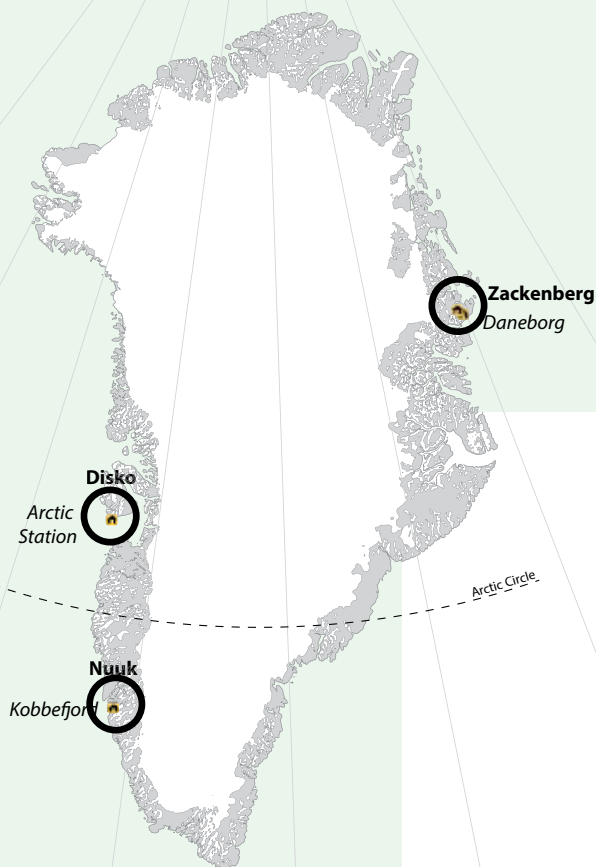 Zackenberg
Daneborg
Disko
Arctic
Station
Arctic Circle
Nuuk
Kobbefjord